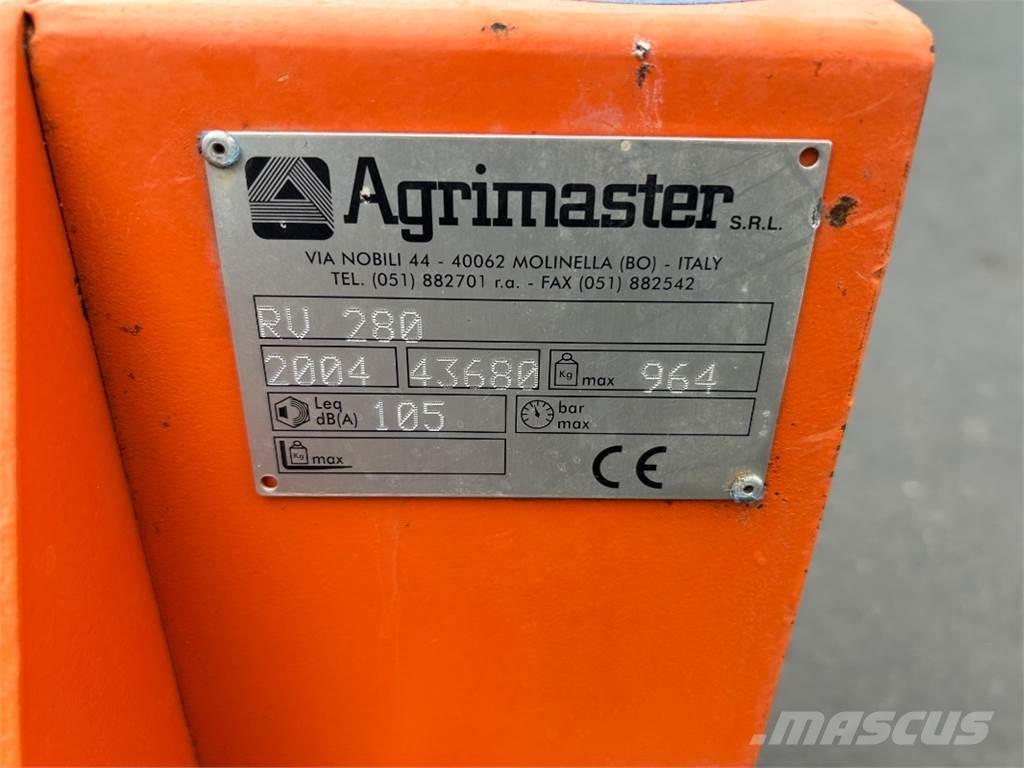 Agrimaster S.R.L.
VIA NOBILI 44 - 40062 MOLINELLA (BO) - ITALY
TEL. (051) 882701 r.a. - FAX (051) 882542
RV 280
2004 43680 Kg max 964
Leq dB(A) 105 bar max
Kg max CE
MASCUS